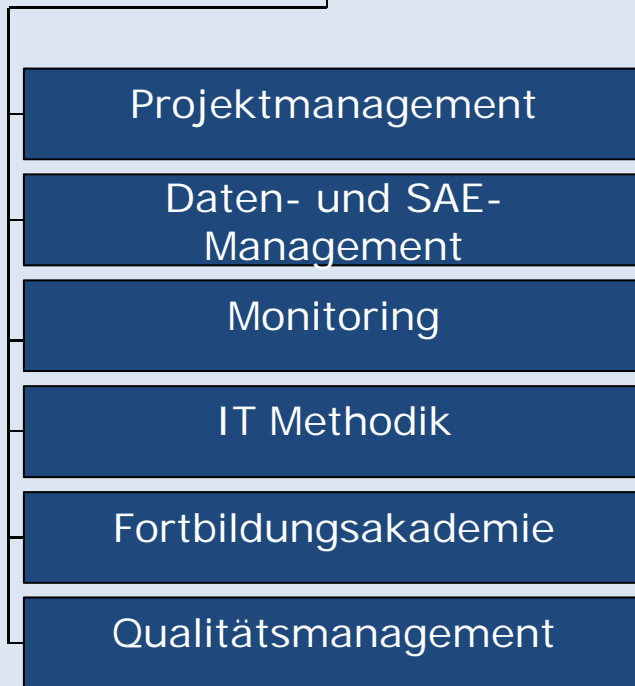 Projektmanagement
Daten- und SAE-
Management
Monitoring
IT Methodik
Fortbildungsakademie
Qualitätsmanagement